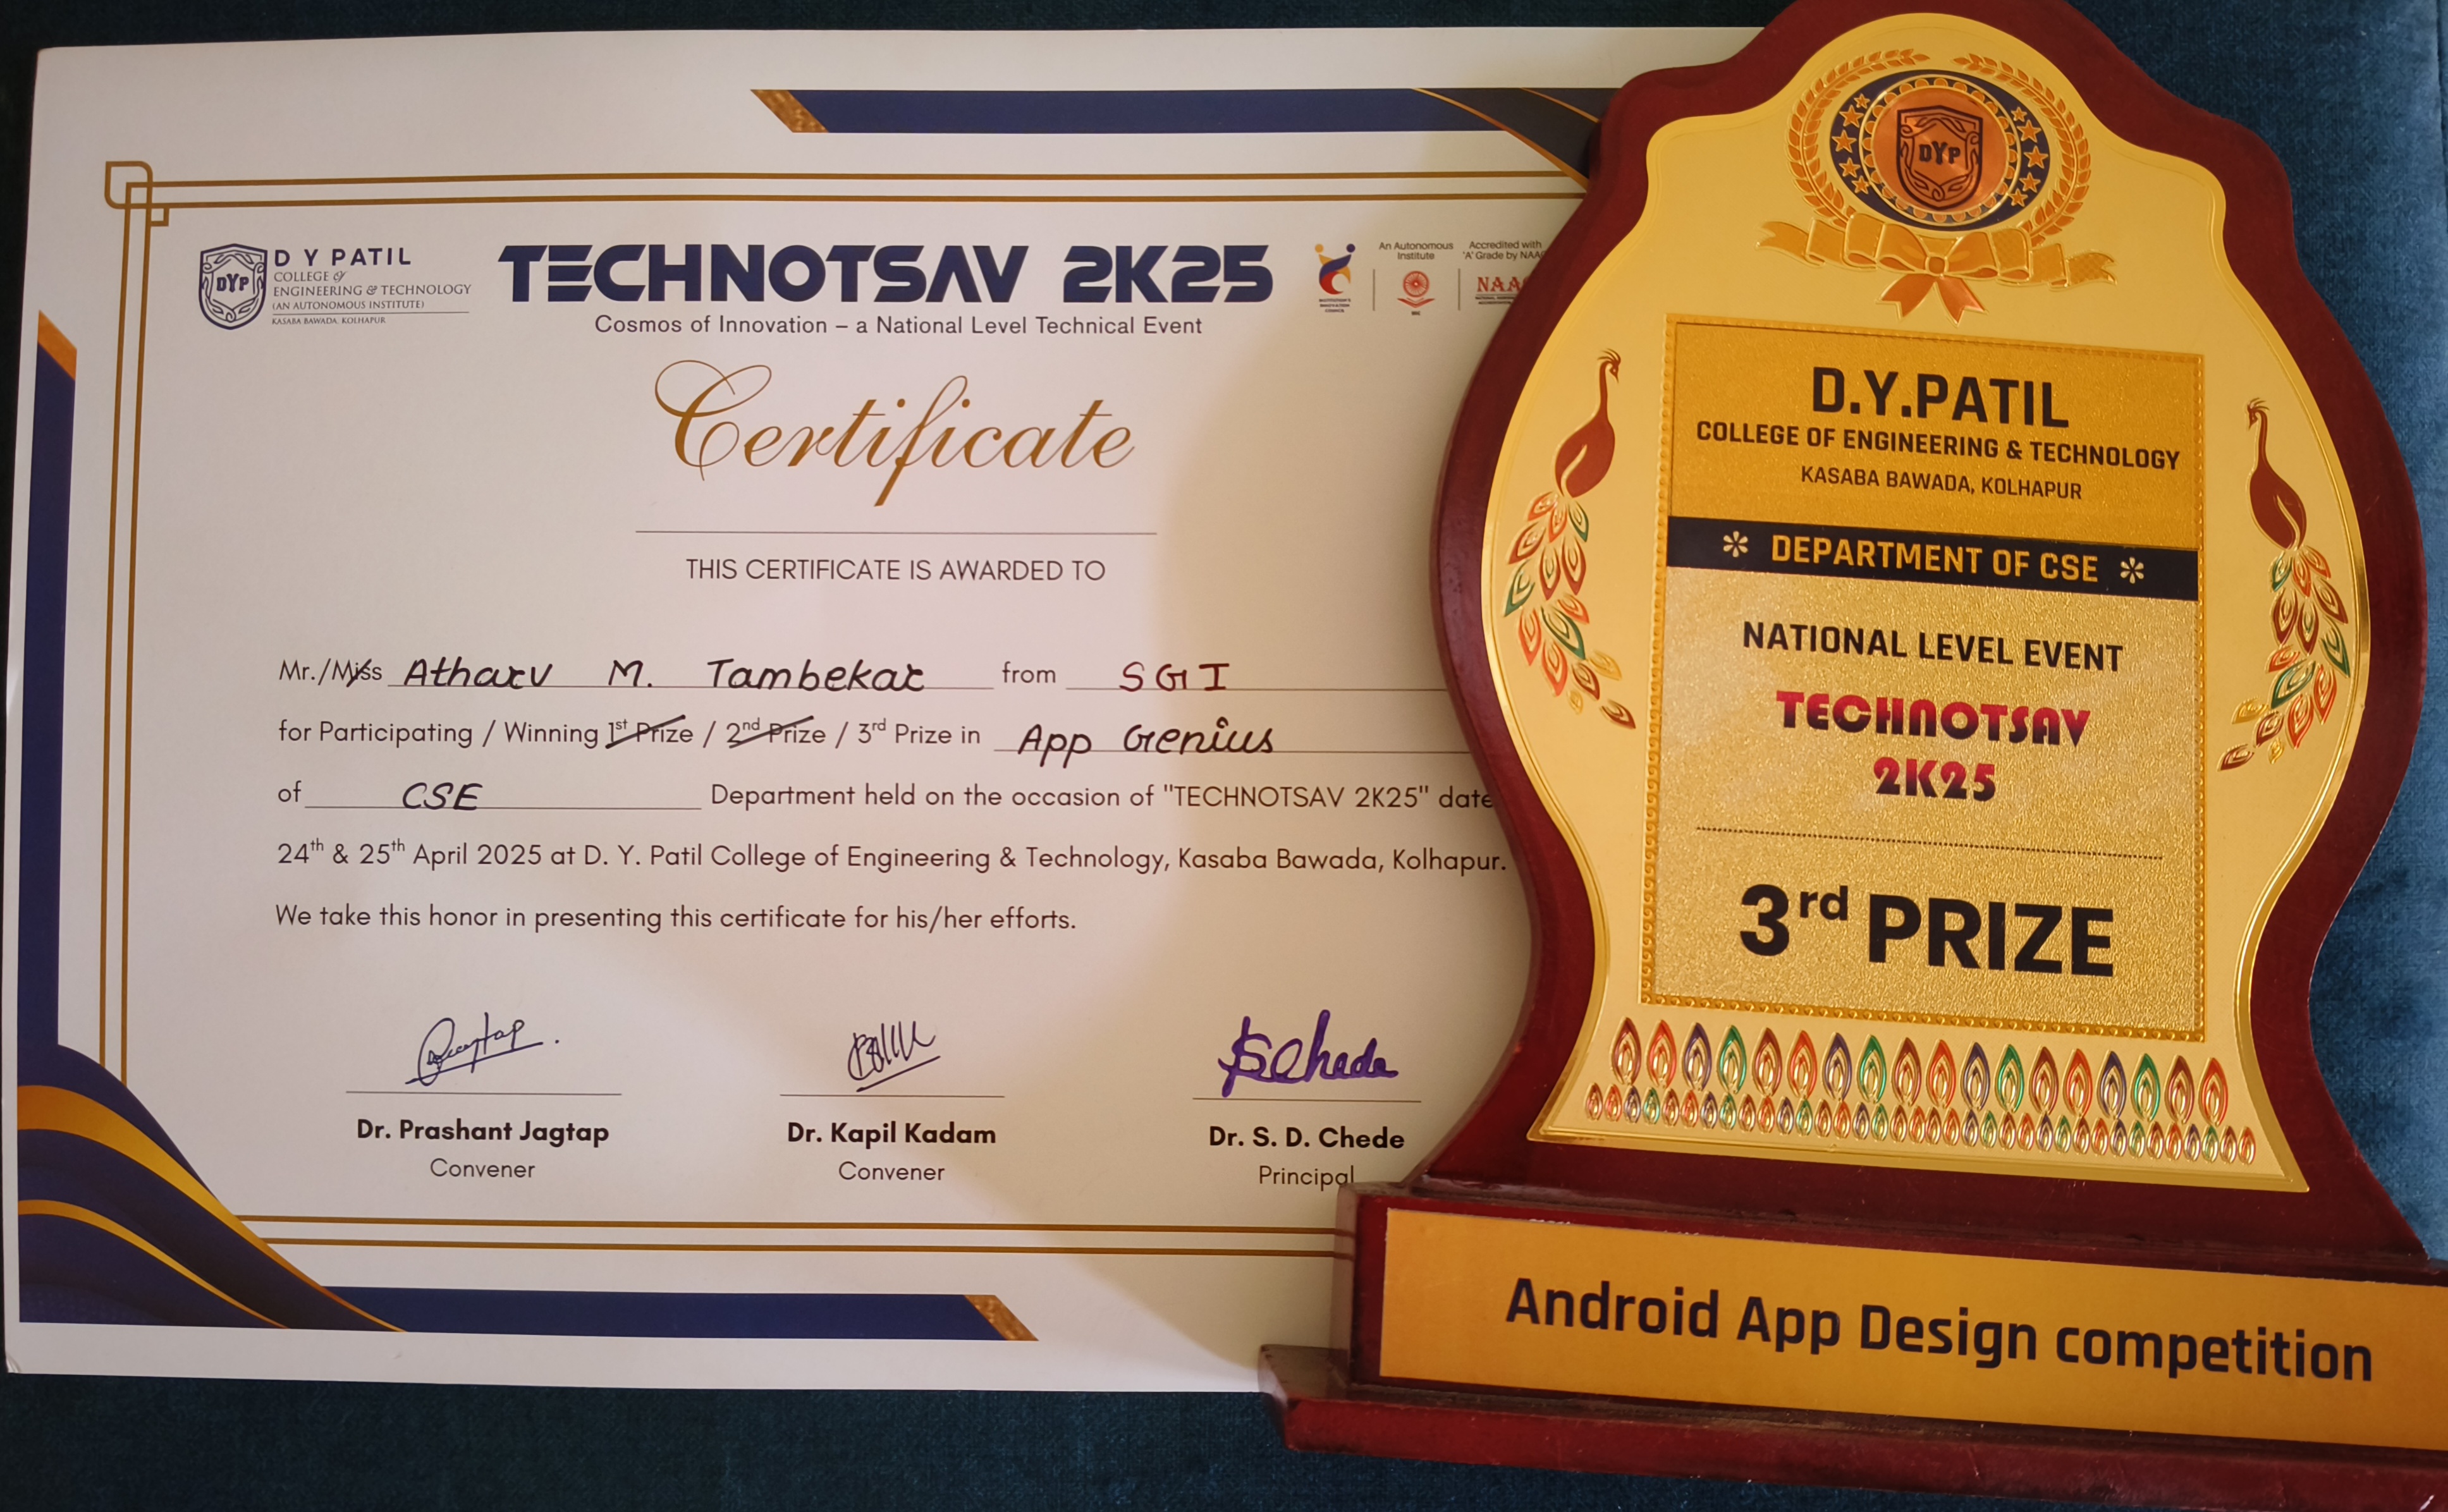 D Y PATIL
COLLEGE Of
ENGINEERING & TECHNOLOGY
(AN AUTONOMOUS INSTITUTE)
KASABA BAWADA, KOLHAPUR
DYP
TECHNOTSAV 2K25
Cosmos of Innovation – a National Level Technical Event
An Autonomous
Institute
Accredited with
'A' Grade by
Certificate
THIS CERTIFICATE IS AWARDED TO
Mr./Miss Atharv M. Tambekar from SGI
for Participating / Winning 1st Prize / 2nd Prize / 3rd Prize in App Genius
of CSE Department held on the occasion of "TECHNOTSAV 2K25" date
24th & 25th April 2025 at D. Y. Patil College of Engineering & Technology, Kasaba Bawada, Kolhapur.
We take this honor in presenting this certificate for his/her efforts.
Dr. Prashant Jagtap
Convener
Dr. Kapil Kadam
Convener
Dr. S. D. Chede
Principal
DYP
D.Y.PATIL
COLLEGE OF ENGINEERING & TECHNOLOGY
KASABA BAWADA, KOLHAPUR
DEPARTMENT OF CSE
NATIONAL LEVEL EVENT
TECHNOTSAV
2K25
3rd PRIZE
Android App Design competition